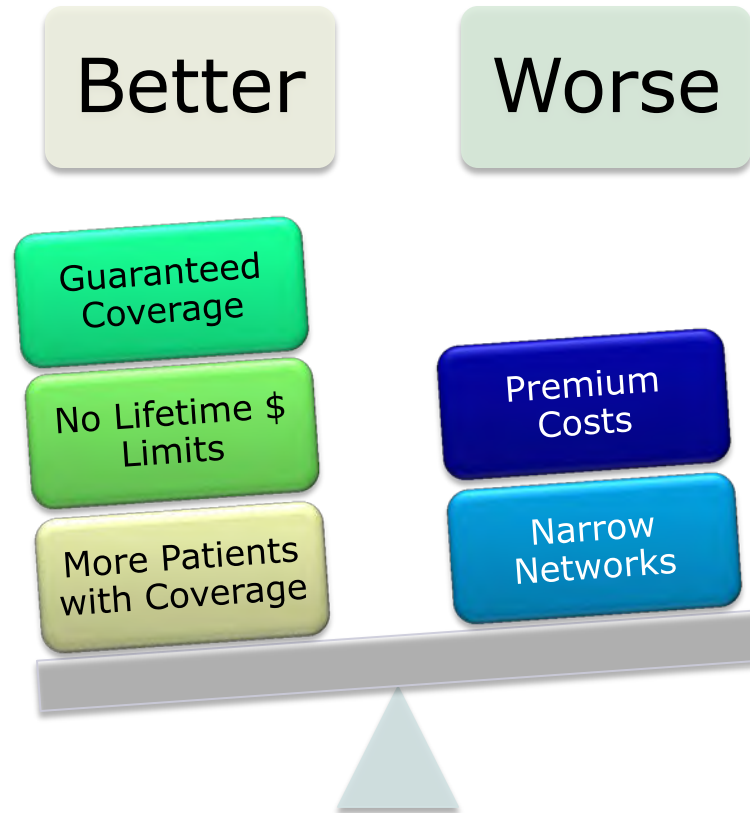 Better
Worse
Guaranteed
Coverage
No Lifetime $
Limits
More Patients
with Coverage
Premium
Costs
Narrow
Networks